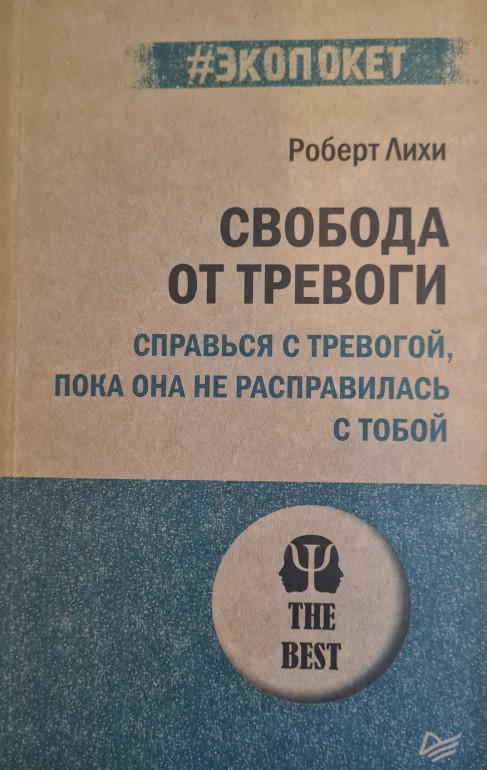 #ЭКОПОКЕТ
Роберт Лихи
СВОБОДА
ОТ ТРЕВОГИ
СПРАВЬСЯ С ТРЕВОГОЙ,
ПОКА ОНА НЕ РАСПРАВИЛАСЬ
С ТОБОЙ
Ψ
THE
BEST